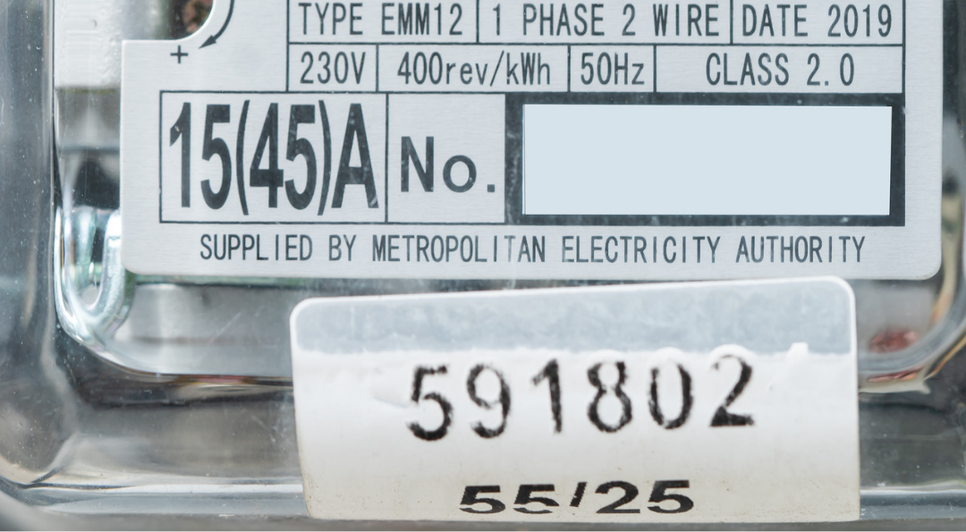 TYPE EMM12 1 PHASE 2 WIRE DATE 2019
+
230V 400rev/kWh 50Hz CLASS 2.0
15(45)A No.
SUPPLIED BY METROPOLITAN ELECTRICITY AUTHORITY
591802
55/25